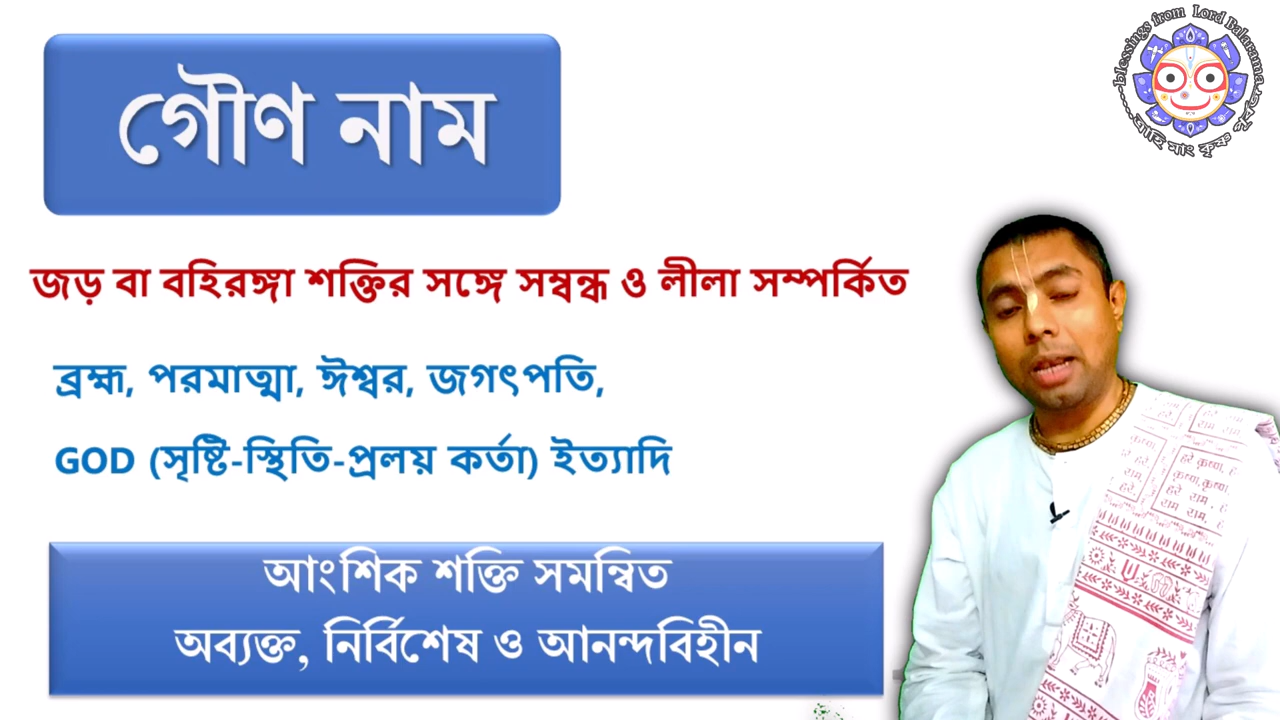 গৌণ নাম
blessings from Lord Balarama
ত্রাহি মাং কৃষ্ণ
জড় বা বহিরঙ্গা শক্তির সঙ্গে সম্বন্ধ ও লীলা সম্পর্কিত
ব্রহ্ম, পরমাত্মা, ঈশ্বর, জগৎপতি,
GOD (সৃষ্টি-স্থিতি-প্রলয় কর্তা) ইত্যাদি
আংশিক শক্তি সমন্বিত
অব্যক্ত, নির্বিশেষ ও আনন্দবিহীন
हरे कृष्ण,
कृष्ण कृष्ण,
राम राम,